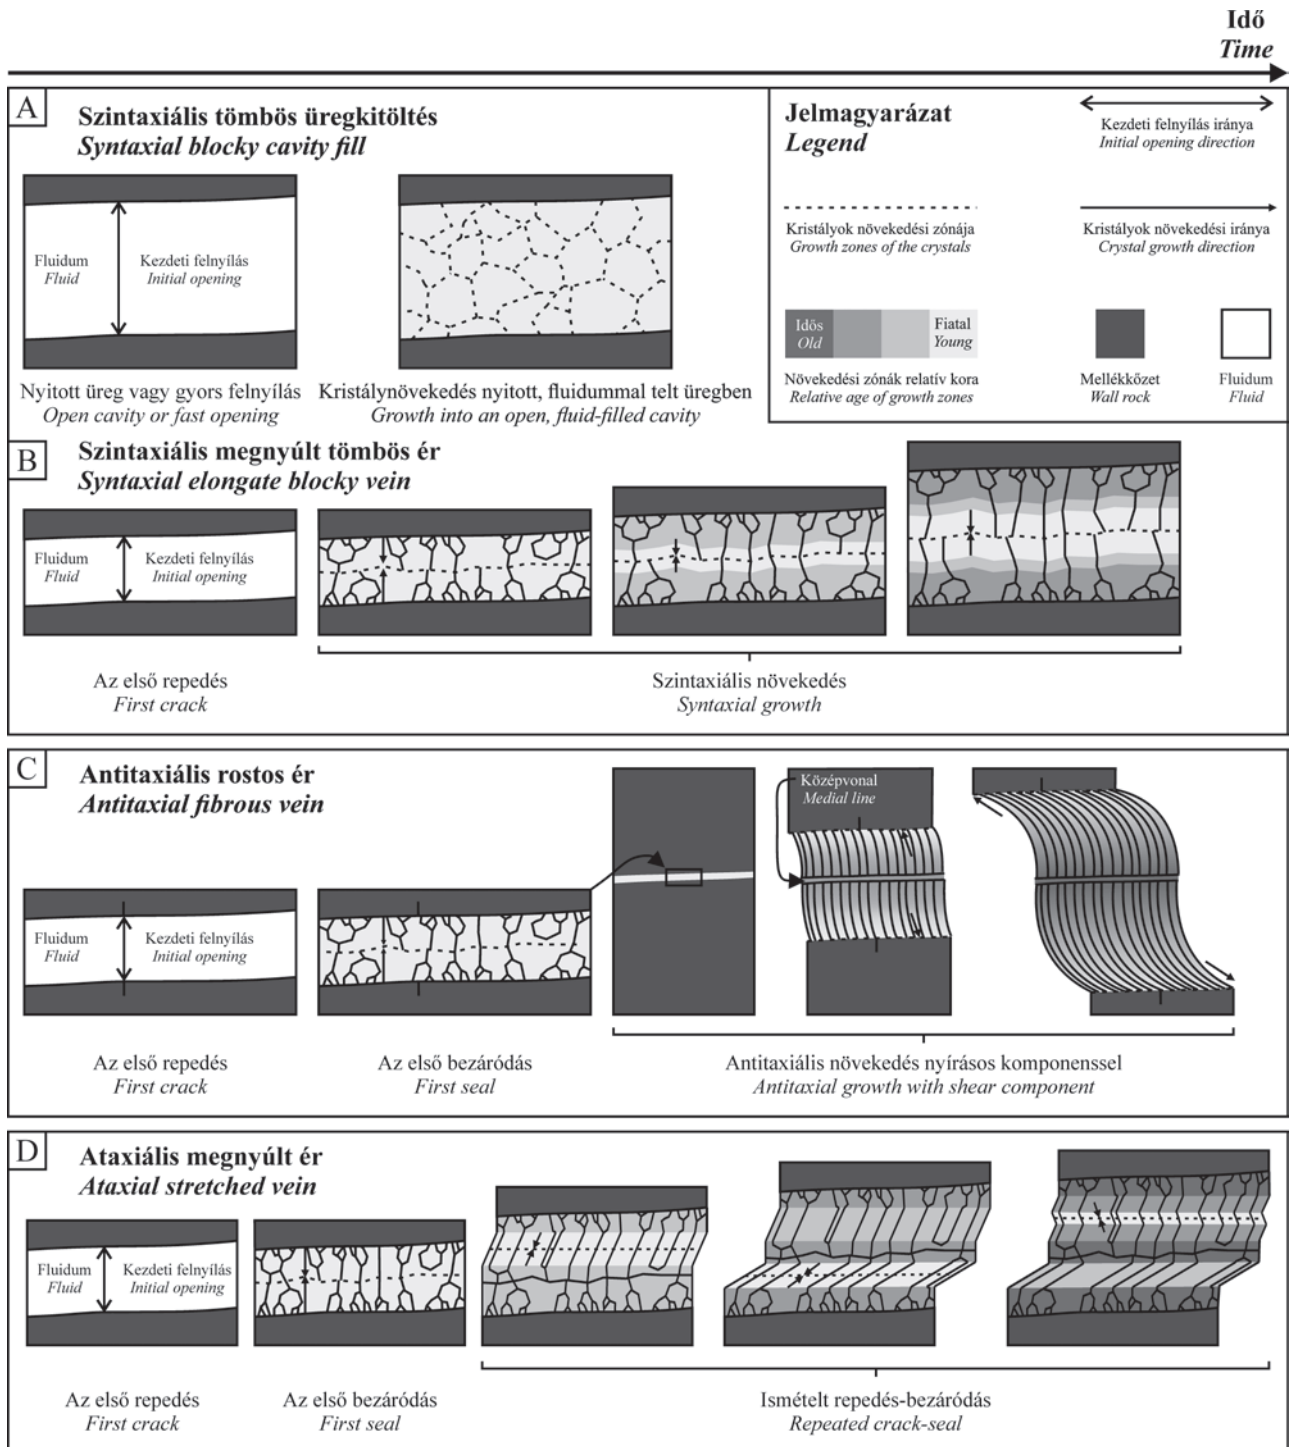 Idő
Time
A
Szintaxiális tömbös üregkitöltés
Syntaxial blocky cavity fill
Fluidum
Fluid
Kezdeti felnyílás
Initial opening
Nyitott üreg vagy gyors felnyílás
Open cavity or fast opening
Kristálynövekedés nyitott, fluidummal telt üregben
Growth into an open, fluid-filled cavity
Jelmagyarázat
Legend
Kezdeti felnyílás iránya
Initial opening direction
Kristályok növekedési zónája
Growth zones of the crystals
Kristályok növekedési iránya
Crystal growth direction
Idős
Old
Fiatal
Young
Növekedési zónák relatív kora
Relative age of growth zones
Mellékkőzet
Wall rock
Fluidum
Fluid
B
Szintaxiális megnyúlt tömbös ér
Syntaxial elongate blocky vein
Fluidum
Fluid
Kezdeti felnyílás
Initial opening
Az első repedés
First crack
Szintaxiális növekedés
Syntaxial growth
C
Antitaxiális rostos ér
Antitaxial fibrous vein
Középvonal
Medial line
Fluidum
Fluid
Kezdeti felnyílás
Initial opening
Az első repedés
First crack
Az első bezáródás
First seal
Antitaxiális növekedés nyírásos komponenssel
Antitaxial growth with shear component
D
Ataxiális megnyúlt ér
Ataxial stretched vein
Fluidum
Fluid
Kezdeti felnyílás
Initial opening
Az első repedés
First crack
Az első bezáródás
First seal
Ismételt repedés-bezáródás
Repeated crack-seal